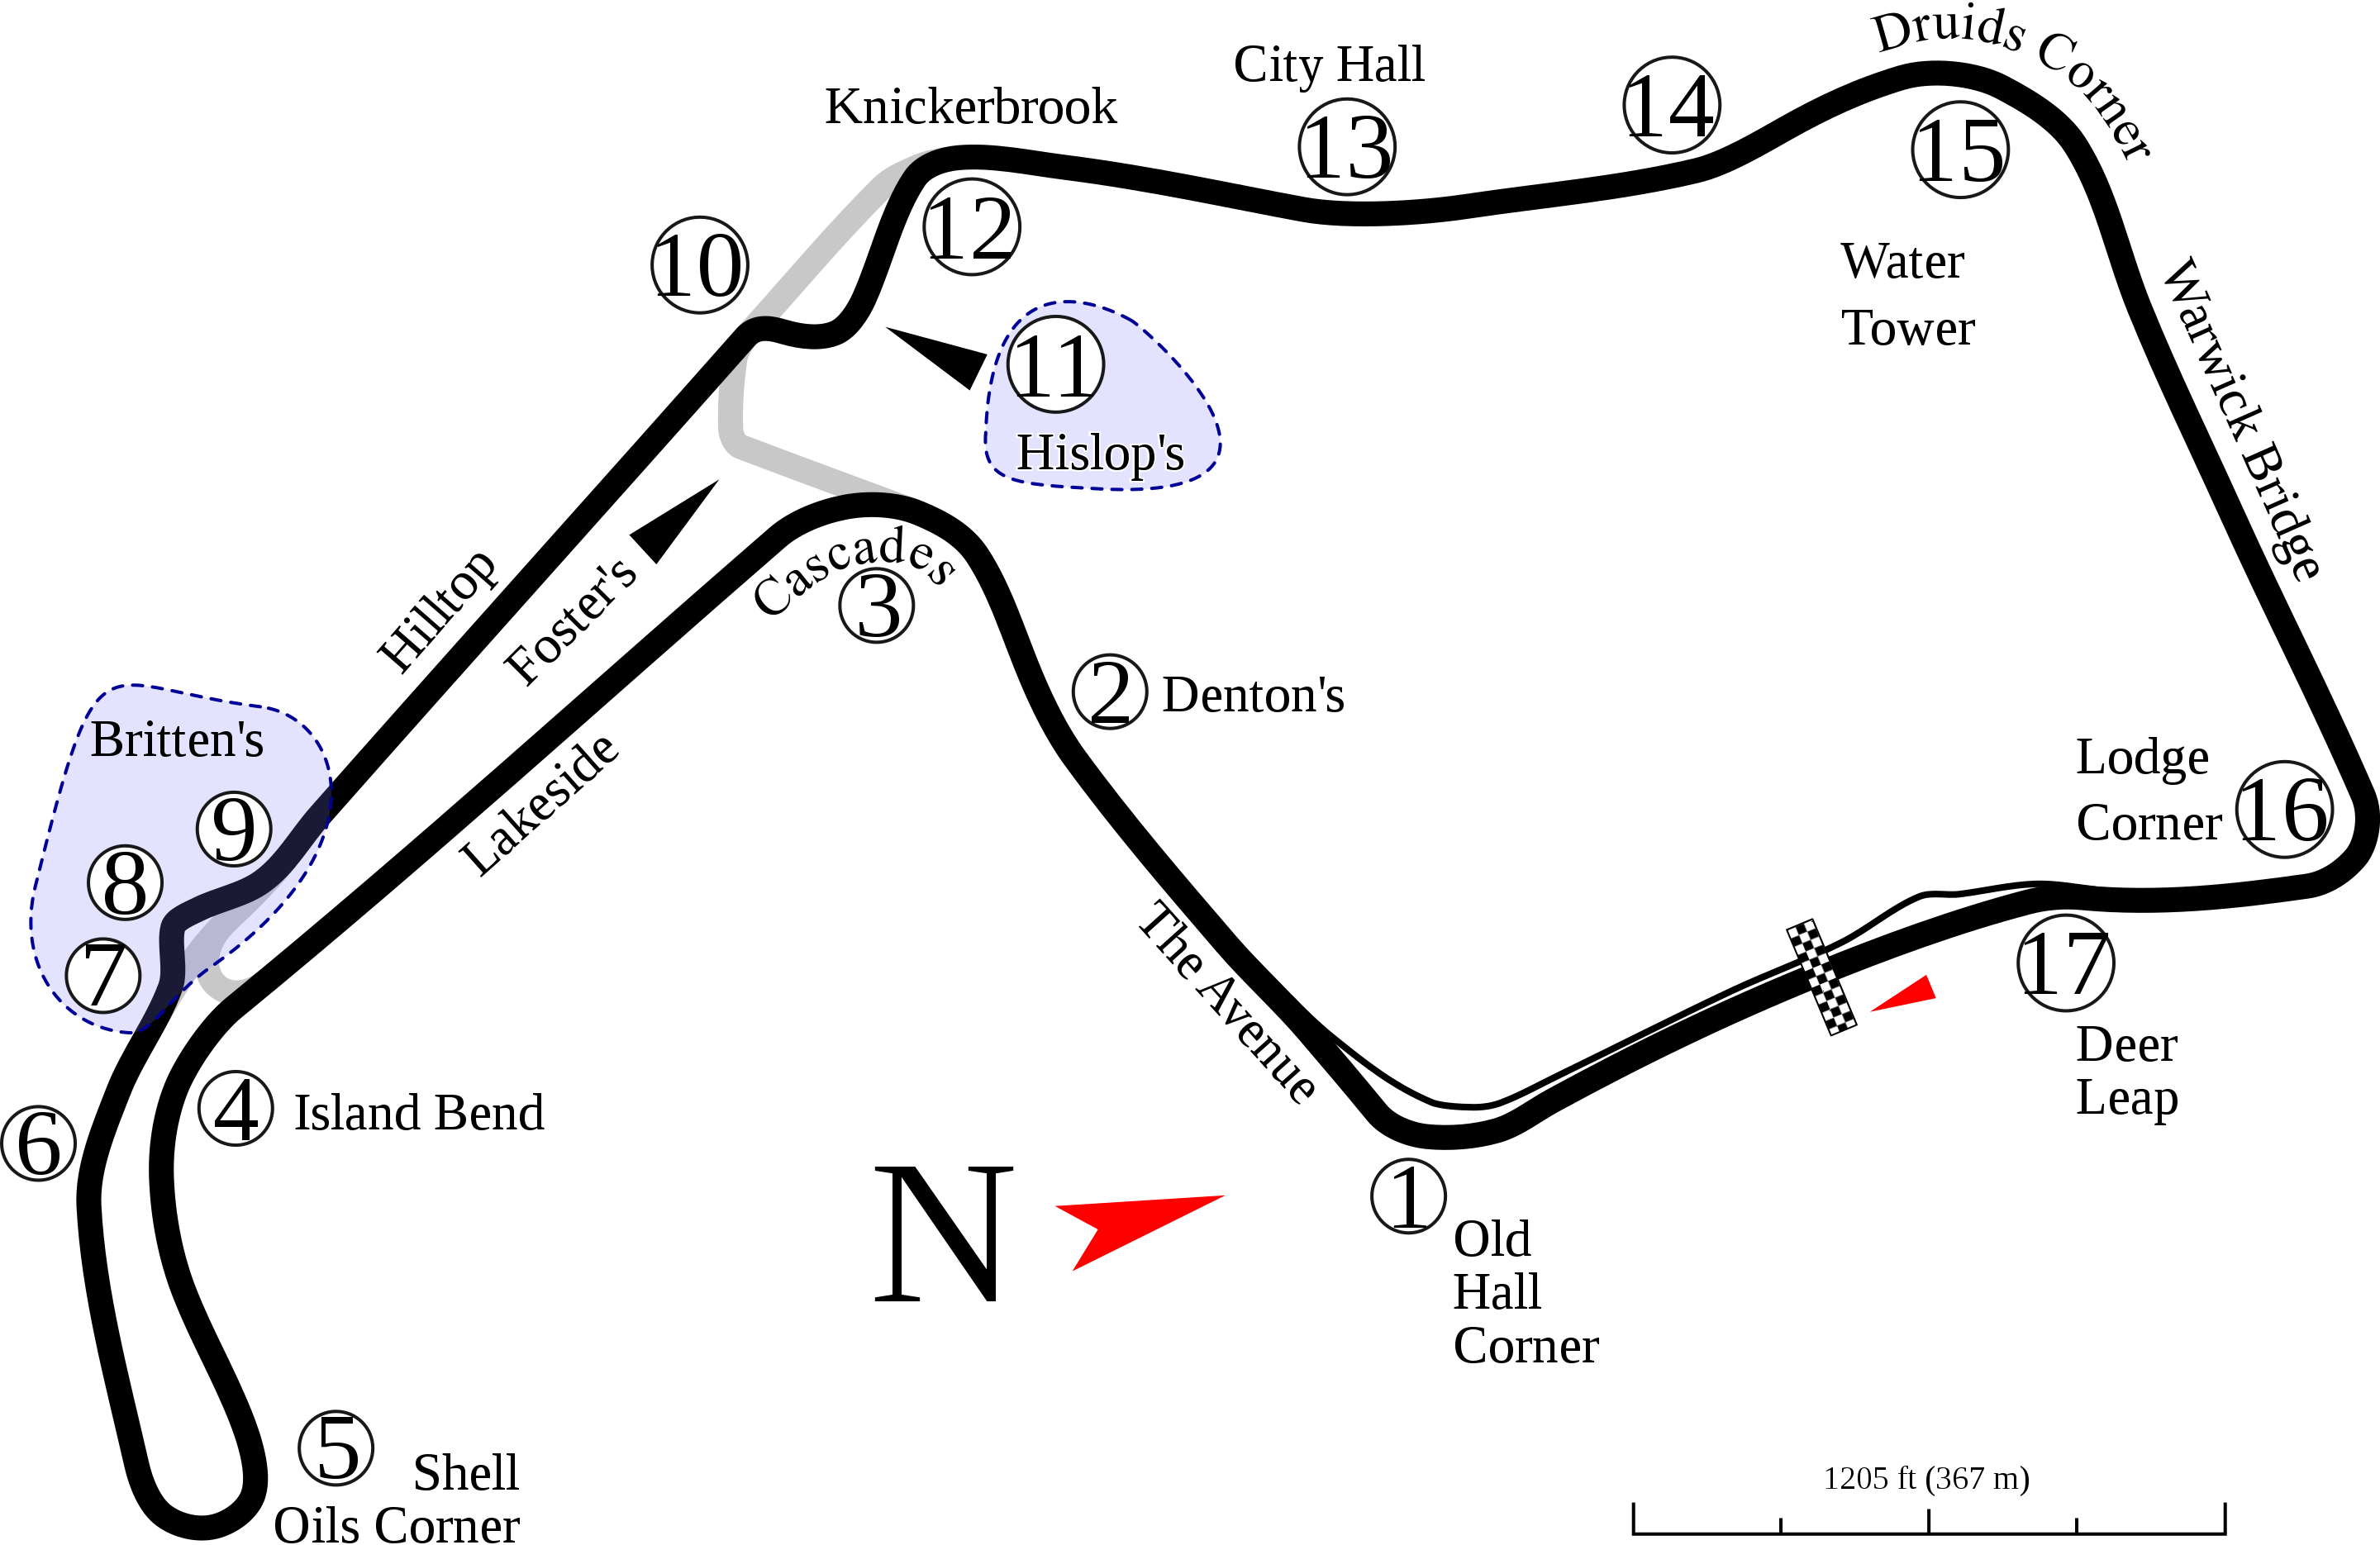 Druids Corner
City Hall
13
14
15
Knickerbrook
12
10
11
Hislop's
Water
Tower
Warwick Bridge
Hilltop
Foster's
Cascades
3
2
Denton's
Britten's
9
8
7
Lakeside
Lodge
Corner
16
17
Deer
Leap
The Avenue
6
4
Island Bend
N
1
Old
Hall
Corner
5
Shell
Oils Corner
1205 ft (367 m)